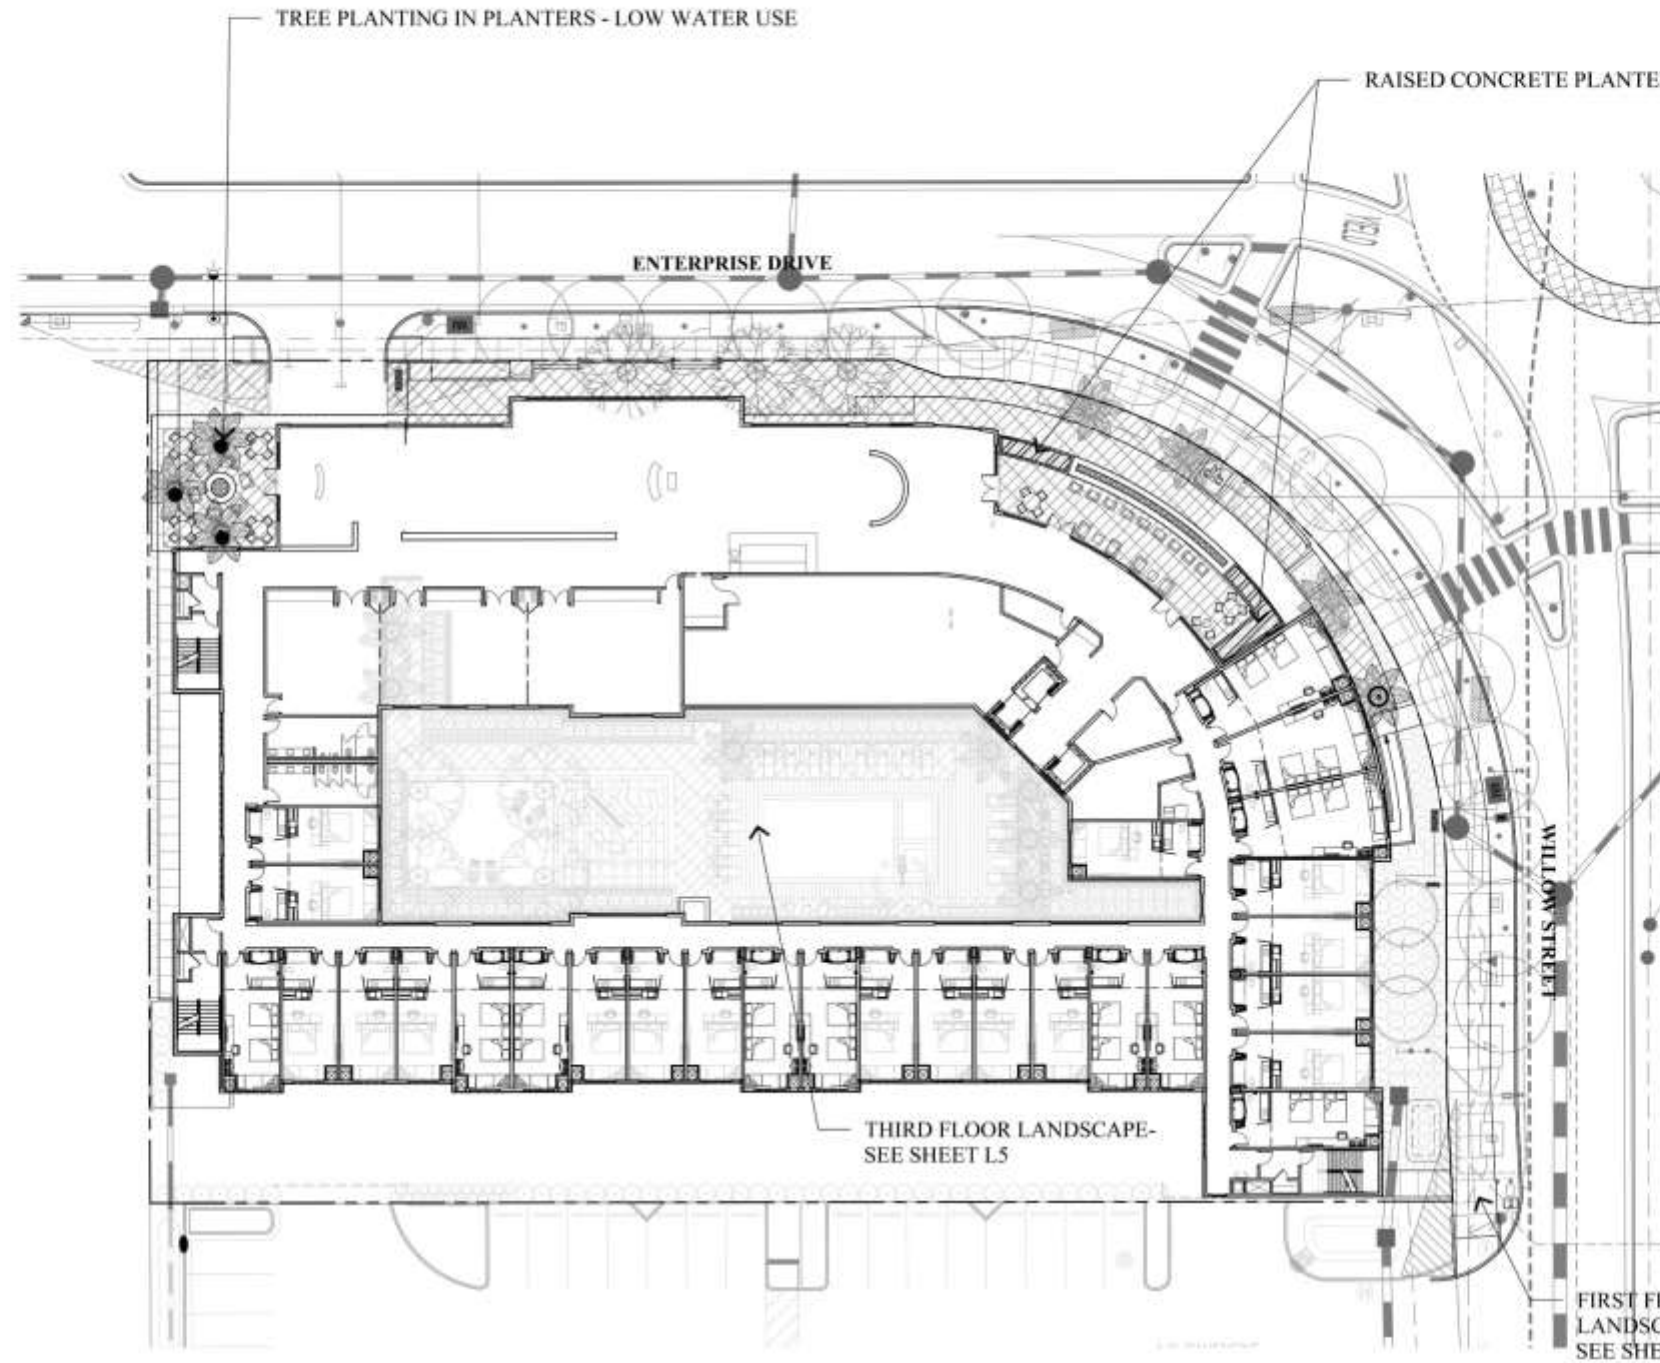 TREE PLANTING IN PLANTERS - LOW WATER USE
RAISED CONCRETE PLANTE
ENTERPRISE DRIVE
WILLOW STREET
THIRD FLOOR LANDSCAPE-
SEE SHEET L5
FIRST F
LANDSC
SEE SHE